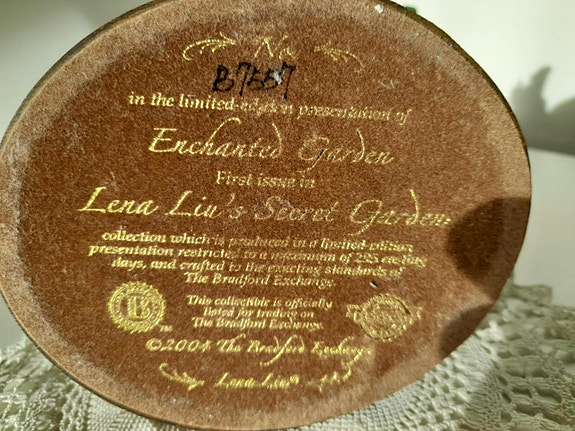 No.
B7557
in the limited-edition presentation of
Enchanted Garden
First issue in
Lena Liu's Secret Garden
collection which is produced in a limited-edition
presentation restricted to a maximum of 295 casting
days, and crafted to the exacting standards of
The Bradford Exchange.
This collectible is officially
listed for trading on
The Bradford Exchange.
B
TM
©2004 The Bradford Exchange
Lena Liu®